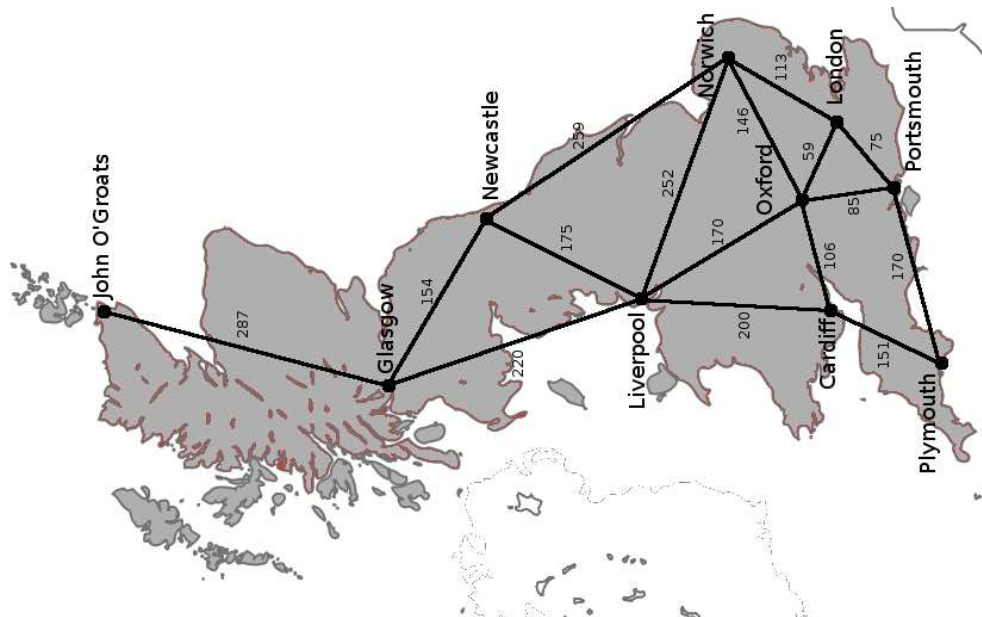 John O'Groats
287
Glasgow
154
Newcastle
220
175
259
Liverpool
252
Norwich
146
113
170
200
Oxford
59
London
106
85
75
Cardiff
Portsmouth
151
170
Plymouth